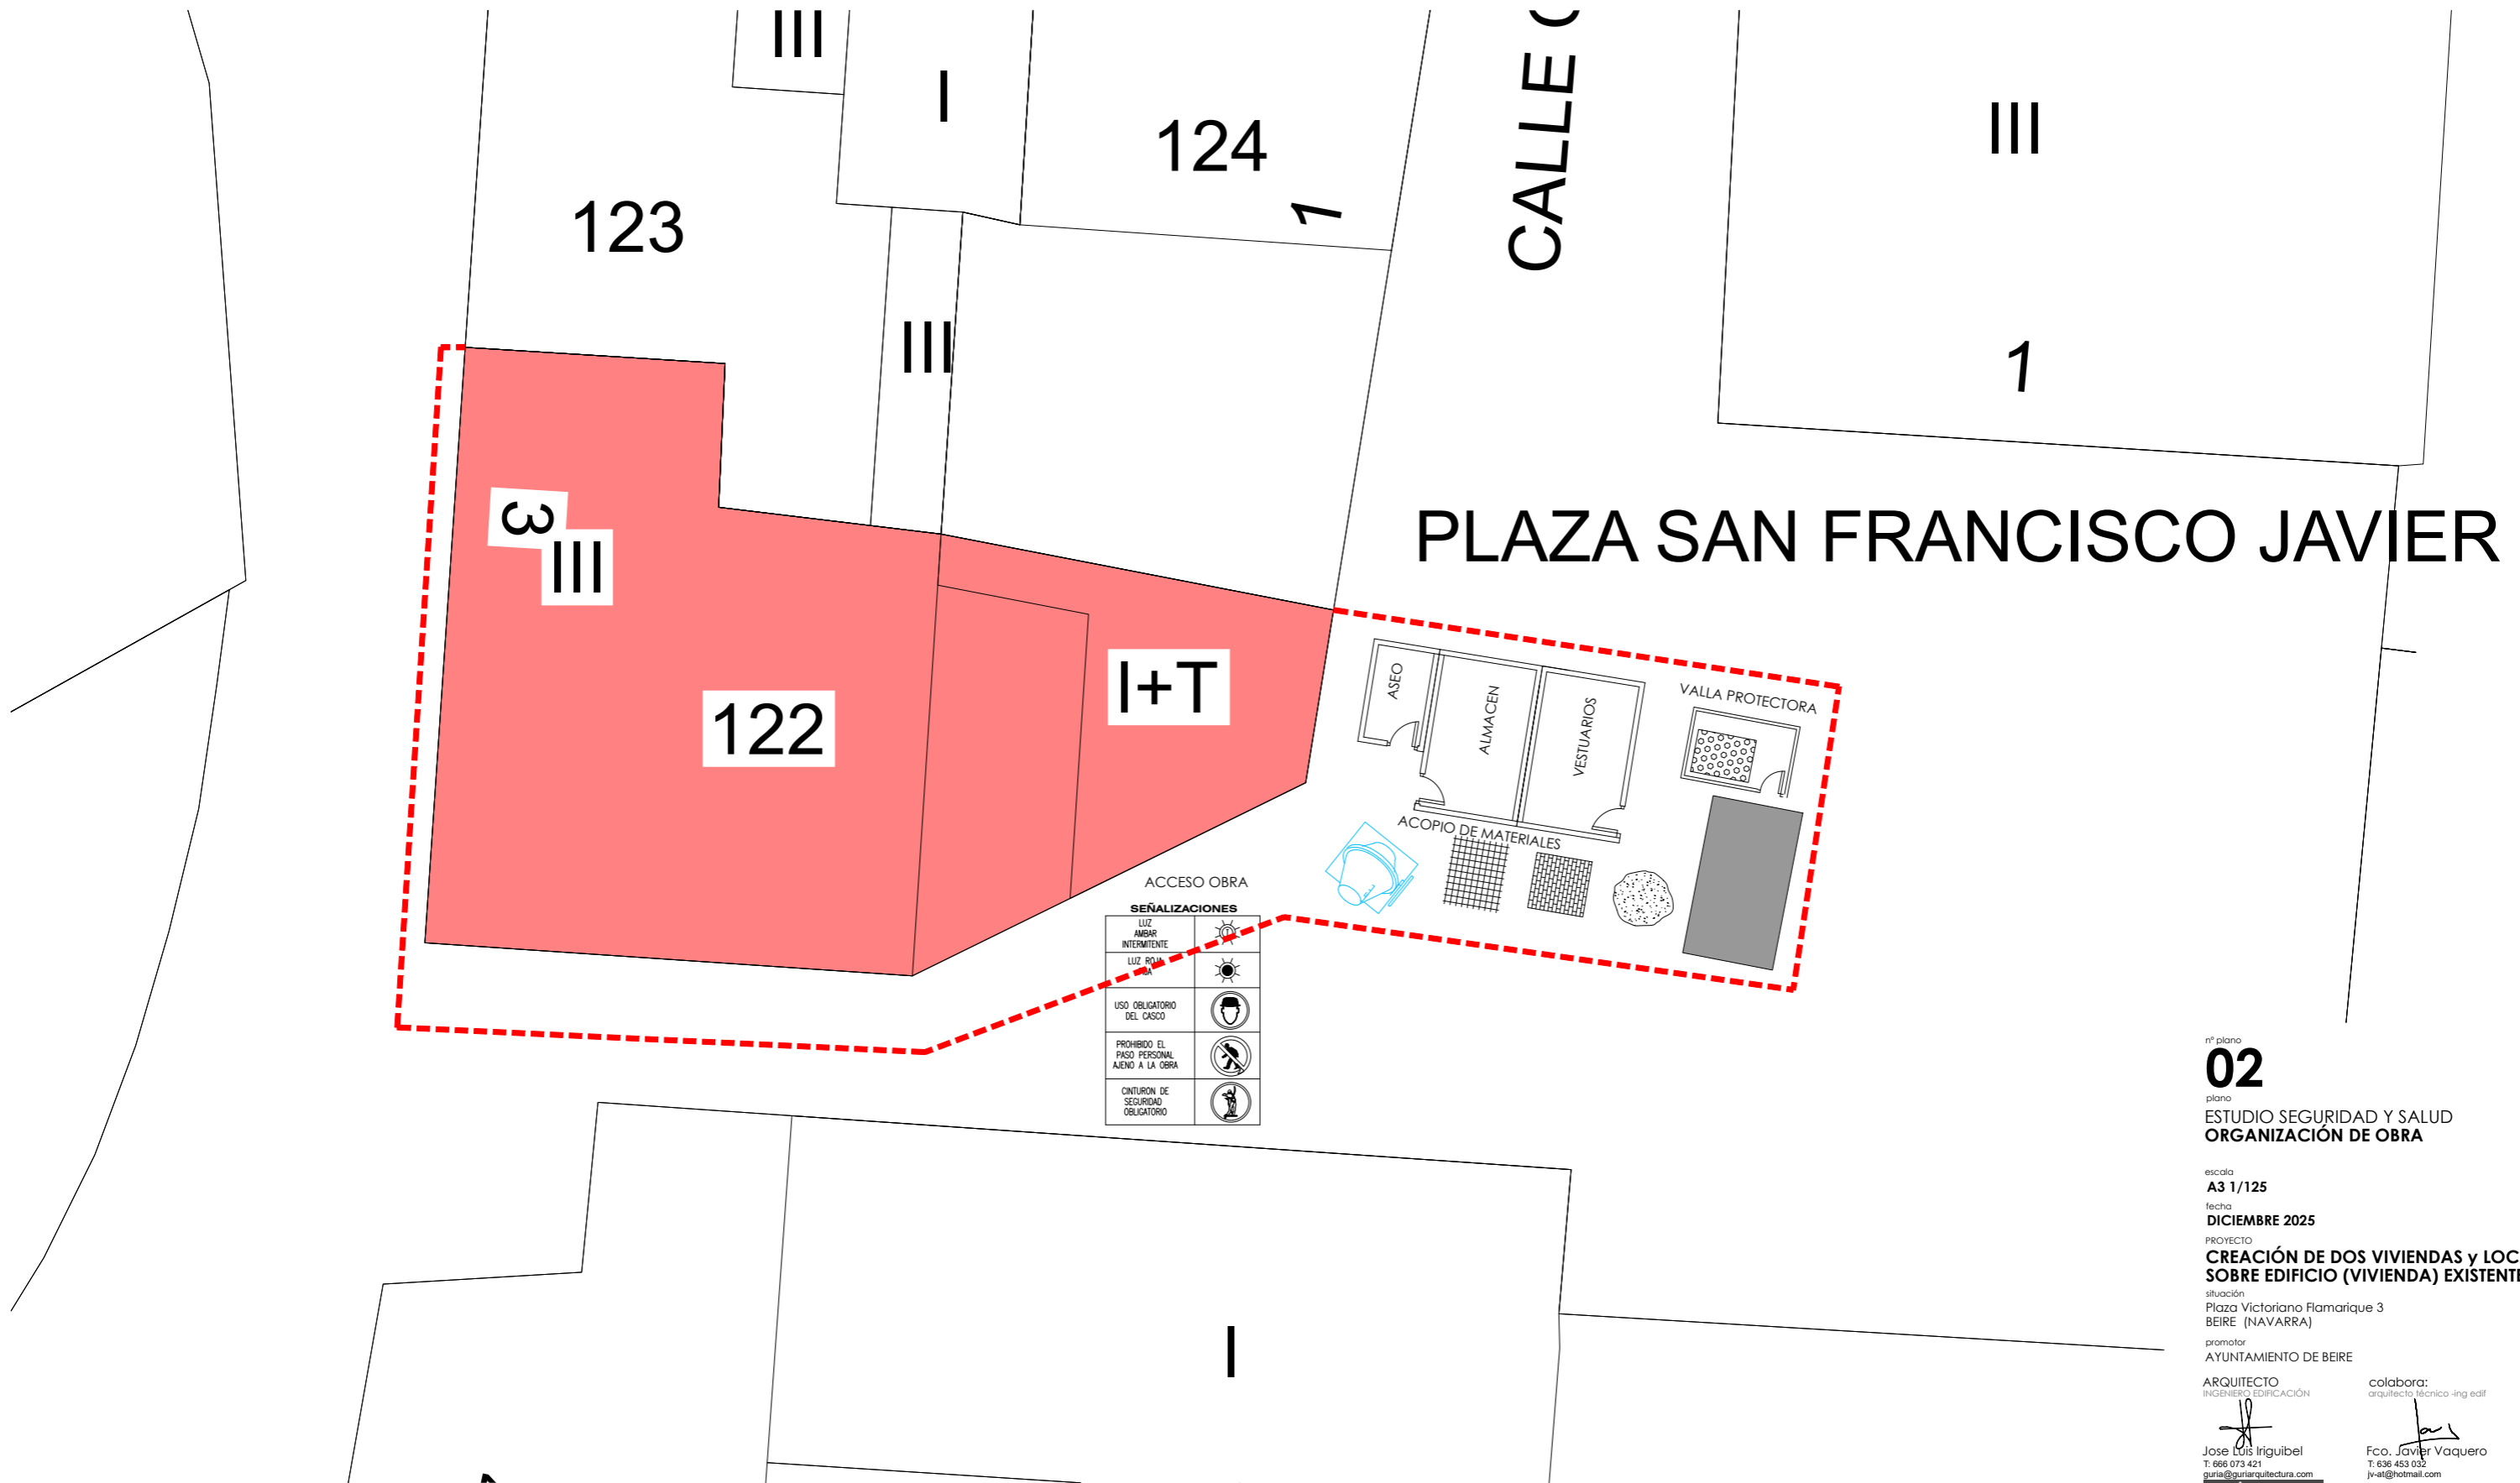 III
I
124
1
123
III
CALLE
III
1
PLAZA SAN FRANCISCO JAVIER
3
III
122
I+T
ASEO
ALMACEN
VESTUARIOS
VALLA PROTECTORA
ACOPIO DE MATERIALES
ACCESO OBRA
SEÑALIZACIONES
LUZ
AMBAR
INTERMITENTE
LUZ ROJA
USO OBLIGATORIO
DEL CASCO
PROHIBIDO EL
PASO PERSONAL
AJENO A LA OBRA
CINTURON DE
SEGURIDAD
OBLIGATORIO
I
nº plano
02
plano
ESTUDIO SEGURIDAD Y SALUD
ORGANIZACIÓN DE OBRA
escala
A3 1/125
fecha
DICIEMBRE 2025
PROYECTO
CREACIÓN DE DOS VIVIENDAS y LOC
SOBRE EDIFICIO (VIVIENDA) EXISTENTE
situación
Plaza Victoriano Flamarique 3
BEIRE (NAVARRA)
promotor
AYUNTAMIENTO DE BEIRE
ARQUITECTO
INGENIERO EDIFICACIÓN
colabora:
arquitecto técnico -ing edif
Jose Luis Iriguibel
T: 666 073 421
guria@guriarquitectura.com
Fco. Javier Vaquero
T: 636 453 032
jv-at@hotmail.com